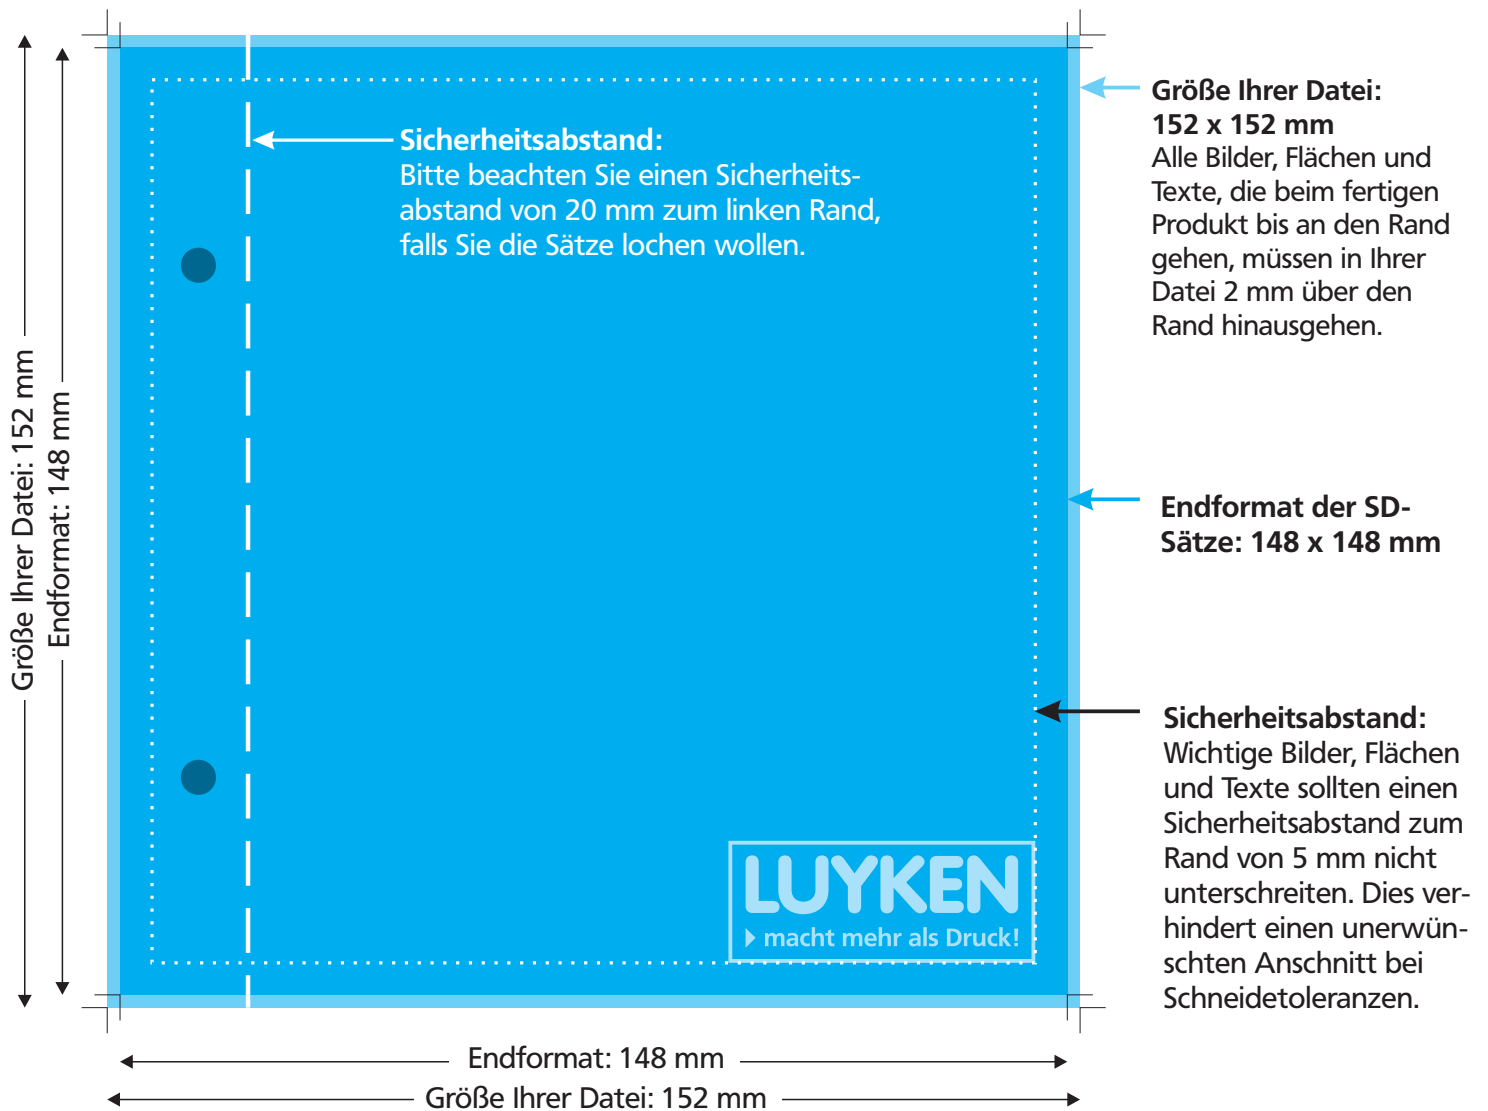 Größe Ihrer Datei: 152 mm
Endformat: 148 mm
Sicherheitsabstand:
Bitte beachten Sie einen Sicherheits-
abstand von 20 mm zum linken Rand,
falls Sie die Sätze lochen wollen.
Größe Ihrer Datei:
152 x 152 mm
Alle Bilder, Flächen und
Texte, die beim fertigen
Produkt bis an den Rand
gehen, müssen in Ihrer
Datei 2 mm über den
Rand hinausgehen.
Endformat der SD-
Sätze: 148 x 148 mm
Sicherheitsabstand:
Wichtige Bilder, Flächen
und Texte sollten einen
Sicherheitsabstand zum
Rand von 5 mm nicht
unterschreiten. Dies ver-
hindert einen unerwün-
schten Anschnitt bei
Schneidetoleranzen.
LUYKEN
macht mehr als Druck!
Endformat: 148 mm
Größe Ihrer Datei: 152 mm